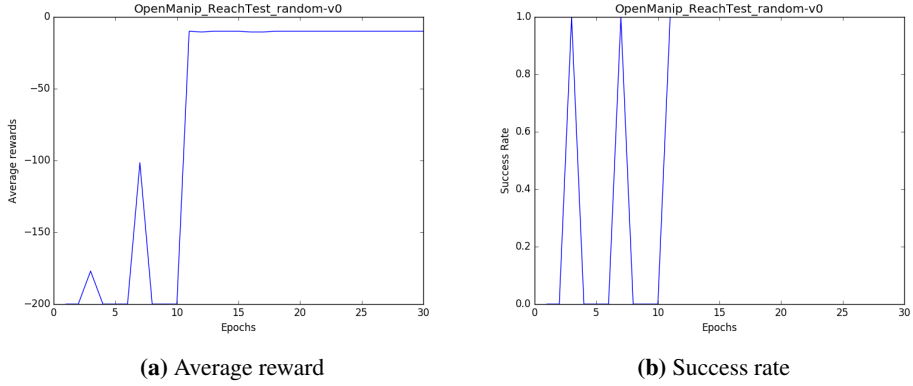 OpenManip_ReachTest_random-v0
0
−50
−100
−150
−200
Average rewards
0 5 10 15 20 25 30
Epochs
(a) Average reward
OpenManip_ReachTest_random-v0
1.0
0.8
0.6
0.4
0.2
0.0
Success Rate
0 5 10 15 20 25 30
Epochs
(b) Success rate